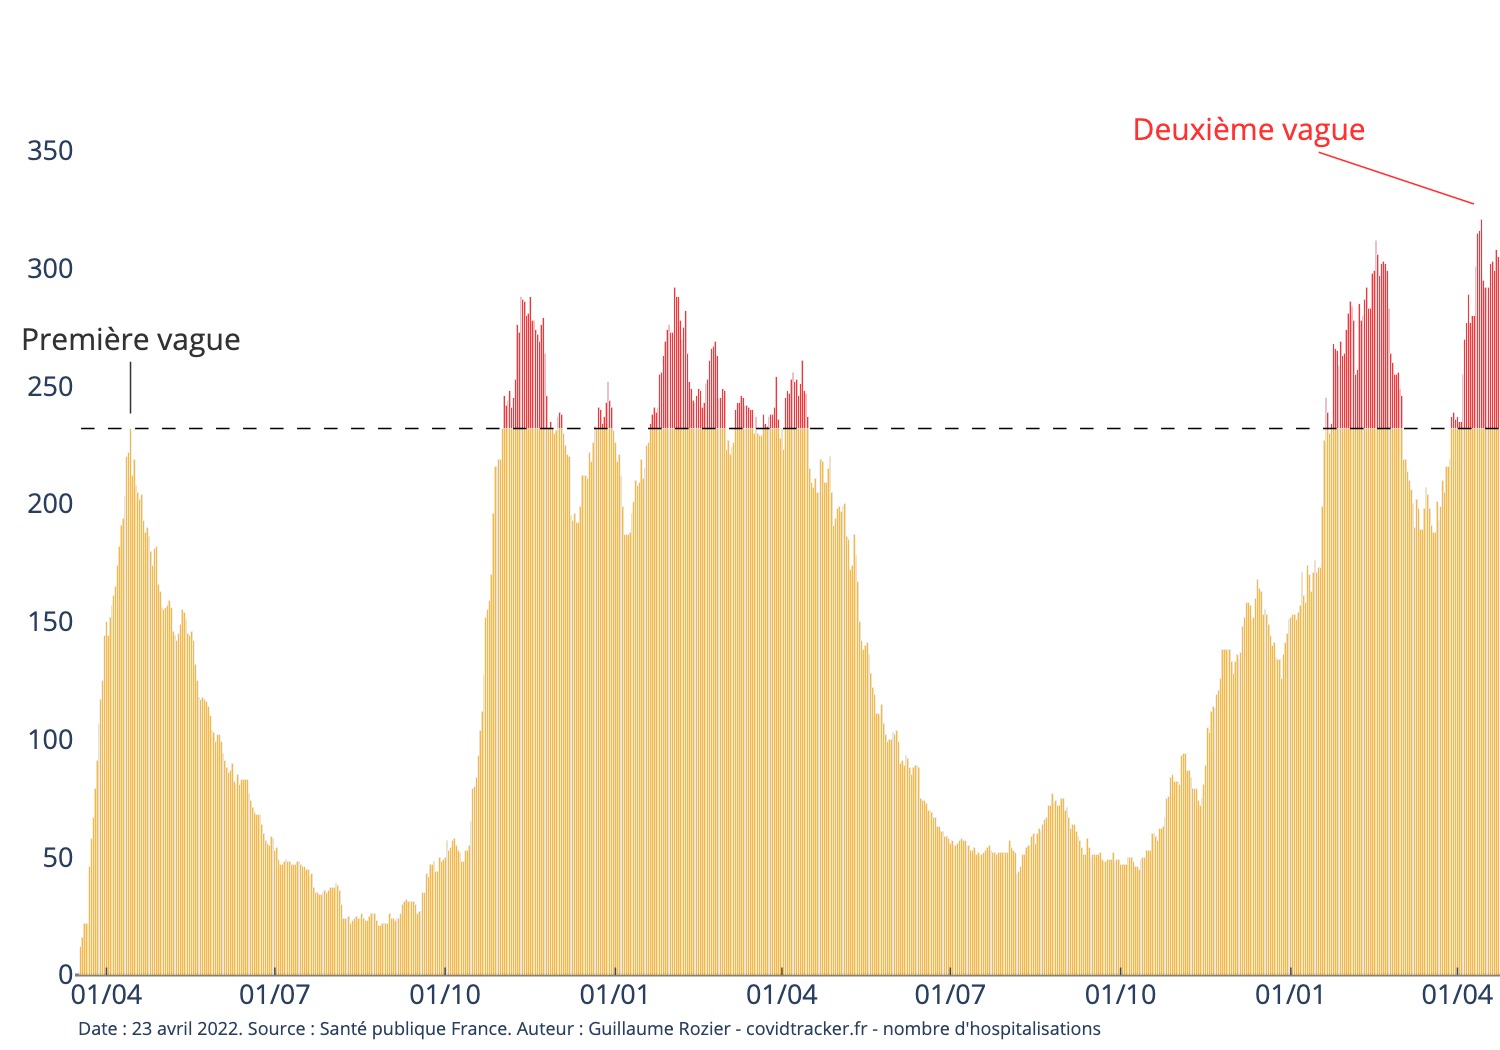 Deuxième vague
350
300
Première vague
250
200
150
100
50
0
01/04 01/07 01/10 01/01 01/04 01/07 01/10 01/01 01/04
Date : 23 avril 2022. Source : Santé publique France. Auteur : Guillaume Rozier - covidtracker.fr - nombre d'hospitalisations